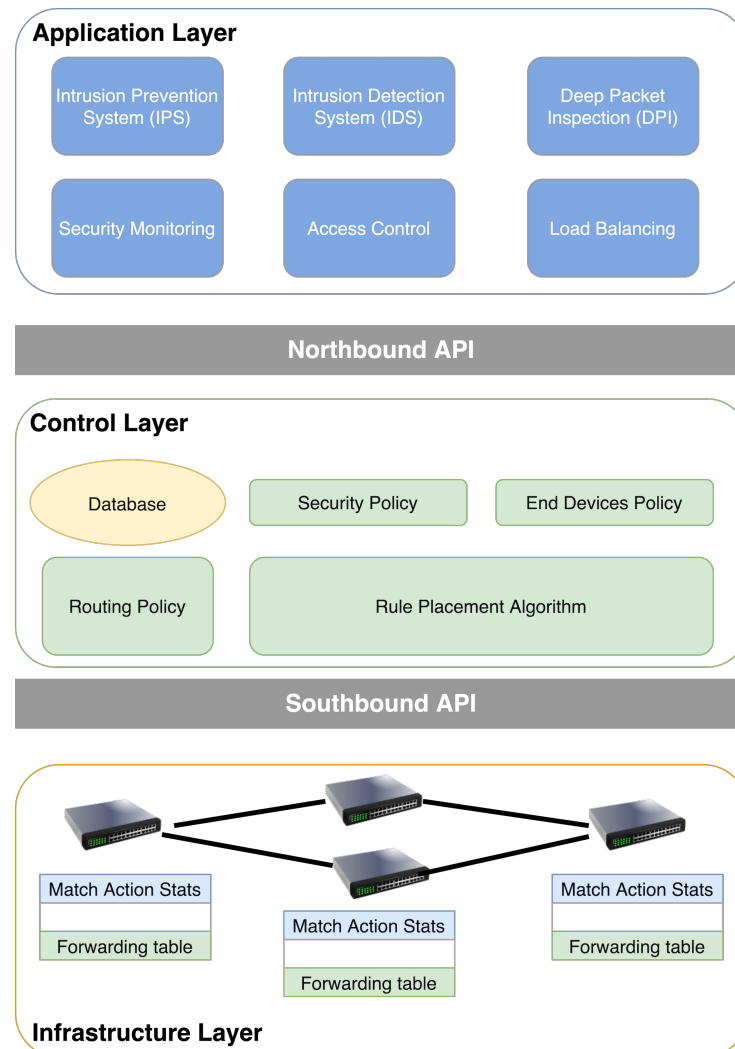 Application Layer
Intrusion Prevention
System (IPS)
Intrusion Detection
System (IDS)
Deep Packet
Inspection (DPI)
Security Monitoring
Access Control
Load Balancing
Northbound API
Control Layer
Database
Security Policy
End Devices Policy
Routing Policy
Rule Placement Algorithm
Southbound API
Match Action Stats
Forwarding table
Match Action Stats
Forwarding table
Match Action Stats
Forwarding table
Infrastructure Layer